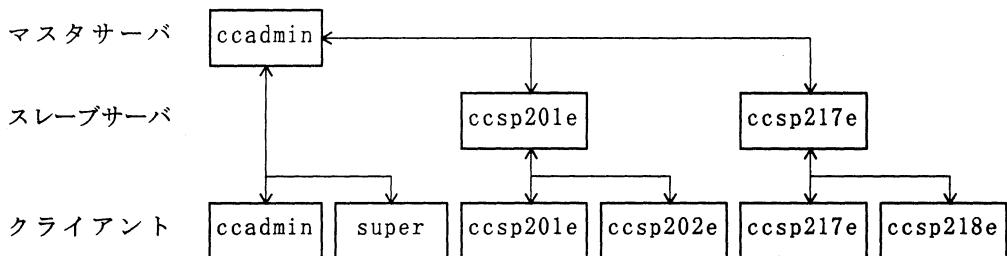 マスタサーバ ccadmin
スレーブサーバ ccsp201e ccsp217e
クライアント ccadmin super ccsp201e ccsp202e ccsp217e ccsp218e